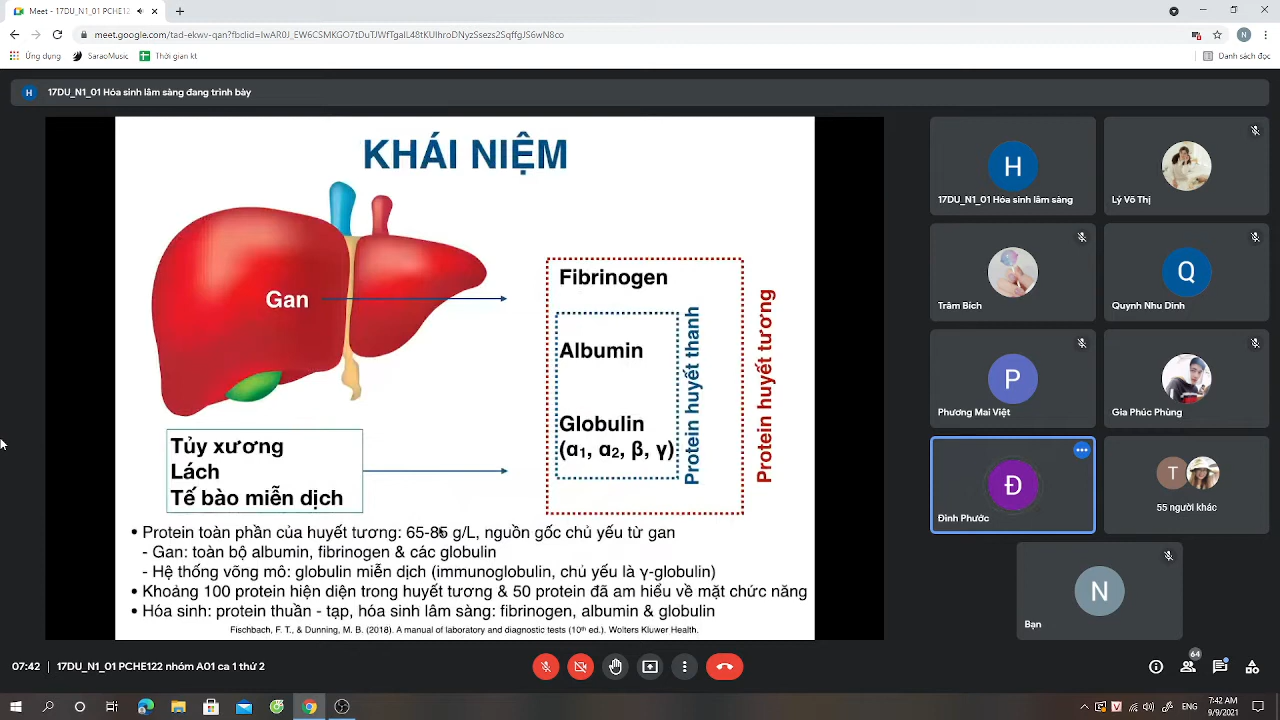 Meet - 17DU_N1_01 PCHE12
meet.google.com/tad-ekwv-qan?fbclid=IwAR0J_EW6CSMKGO7tDuTJWfTgaiL48tKUIhroDNyzSsezs2SqffgJS6wN8co
N
Ứng dụng
SaraoMusic
Thời gian kt
Danh sách đọc
H
17DU_N1_01 Hóa sinh lâm sàng đang trình bày
KHÁI NIỆM
Gan
Fibrinogen
Albumin
Globulin
(α1, α2, β, γ)
Protein huyết thanh
Protein huyết tương
Tủy xương
Lách
Tế bào miễn dịch
• Protein toàn phần của huyết tương: 65-85 g/L, nguồn gốc chủ yếu từ gan
- Gan: toàn bộ albumin, fibrinogen & các globulin
- Hệ thống võng mô: globulin miễn dịch (immunoglobulin, chủ yếu là γ-globulin)
• Khoảng 100 protein hiện diện trong huyết tương & 50 protein đã am hiểu về mặt chức năng
• Hóa sinh: protein thuần - tạp, hóa sinh lâm sàng: fibrinogen, albumin & globulin
Fischbach, F. T., & Dunning, M. B. (2018). A manual of laboratory and diagnostic tests (10th ed.). Wolters Kluwer Health.
H
17DU_N1_01 Hóa sinh lâm sàng
Lý Võ Thị
Trâm Bích
Q
Quỳnh Như Dinh
P
Phương Mai Việt
Gia Phúc Phùng
Đ
Đình Phước
T
55 người khác
N
Bạn
07:42 | 17DU_N1_01 PCHE122 nhóm A01 ca 1 thứ 2
64
7:42 AM
9/9/2021